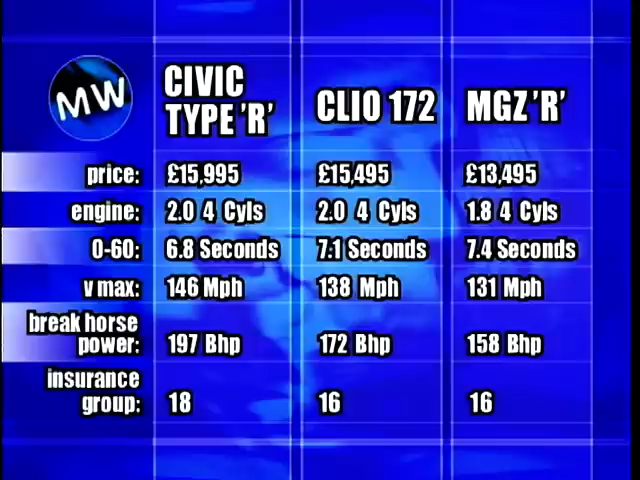 MW
CIVIC TYPE 'R' CLIO 172 MGZ 'R'
price: £15,995 £15,495 £13,495
engine: 2.0 4 Cyls 2.0 4 Cyls 1.8 4 Cyls
0-60: 6.8 Seconds 7.1 Seconds 7.4 Seconds
v max: 146 Mph 138 Mph 131 Mph
break horse
power: 197 Bhp 172 Bhp 158 Bhp
insurance
group: 18 16 16